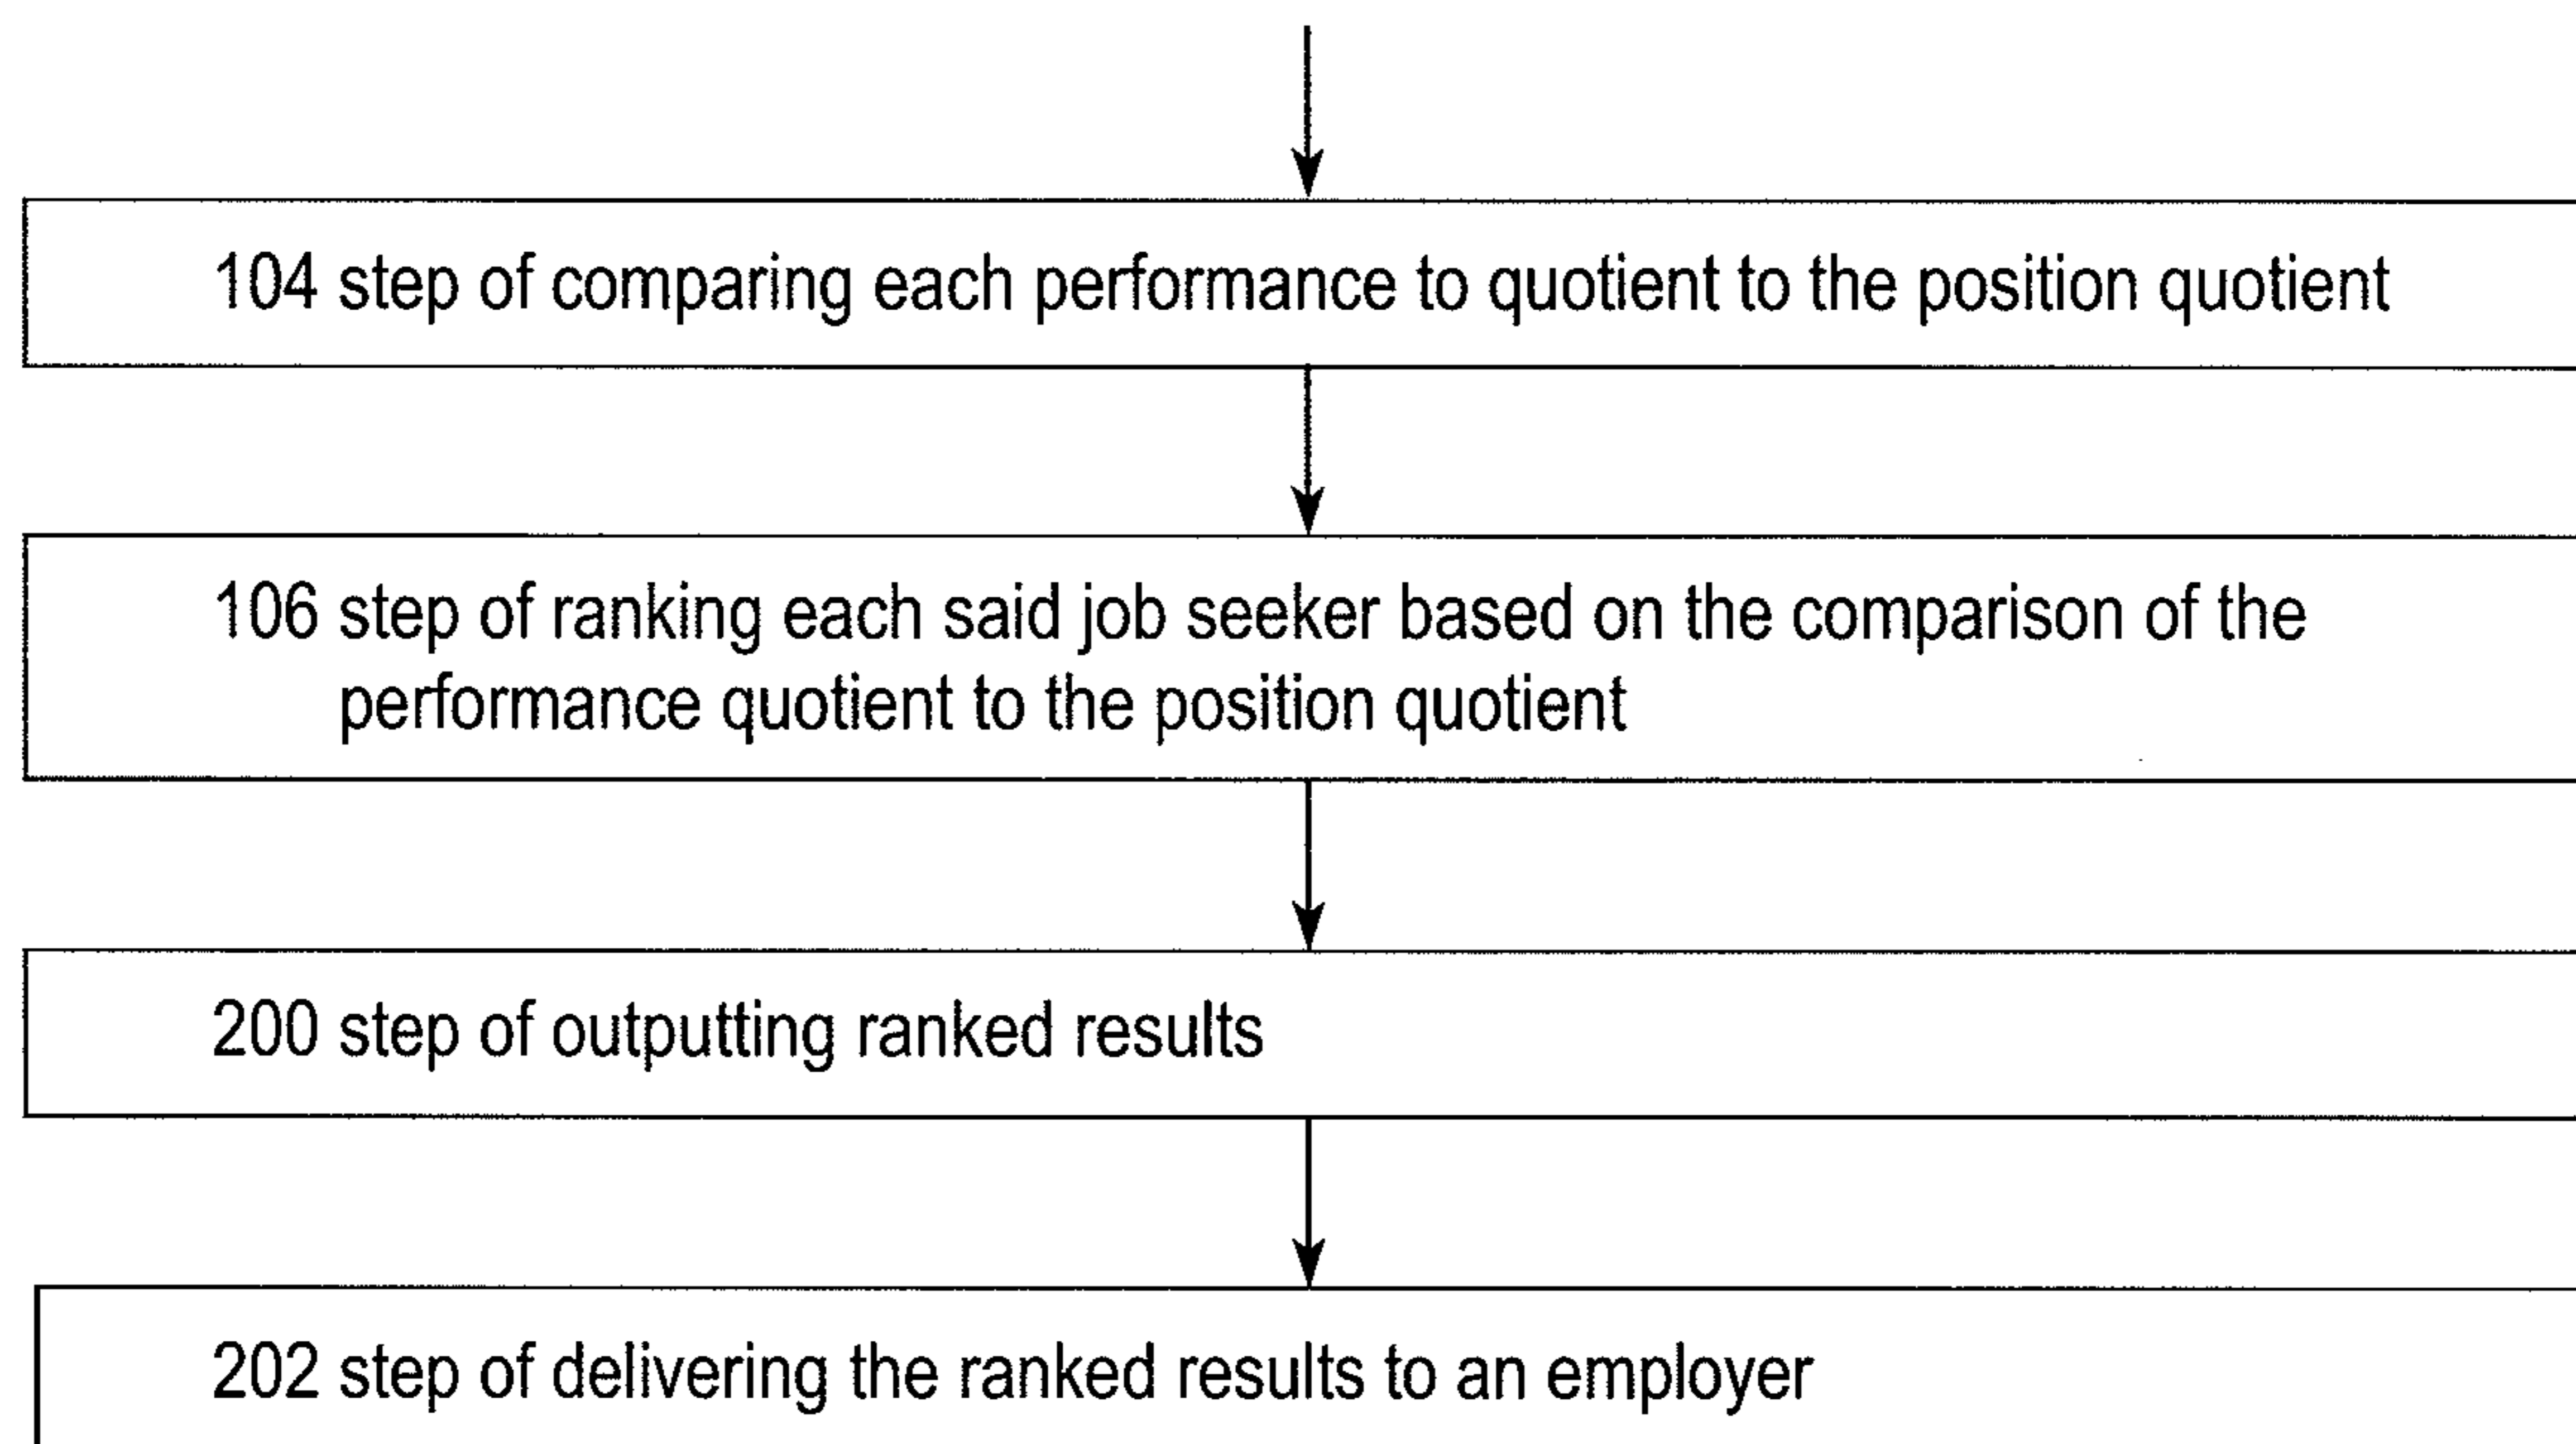 104 step of comparing each performance to quotient to the position quotient
106 step of ranking each said job seeker based on the comparison of the
performance quotient to the position quotient
200 step of outputting ranked results
202 step of delivering the ranked results to an employer